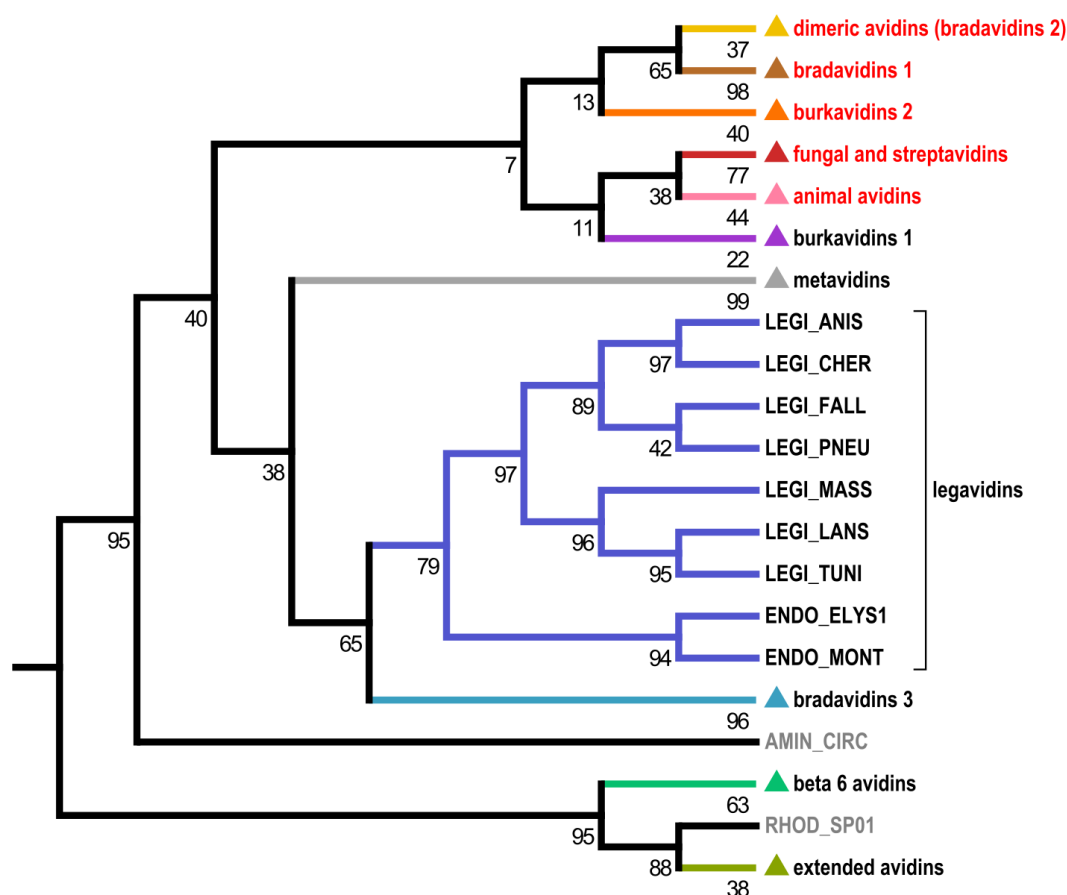 dimeric avidins (bradavidins 2)
37
65
bradavidins 1
98
13
burkavidins 2
40
fungal and streptavidins
7
77
38
animal avidins
44
11
burkavidins 1
22
metavidins
99
40
LEGI_ANIS
97
LEGI_CHER
89
LEGI_FALL
42
LEGI_PNEU
38
97
LEGI_MASS
legavidins
96
LEGI_LANS
95
79
95
LEGI_TUNI
ENDO_ELYS1
65
94
ENDO_MONT
bradavidins 3
96
AMIN_CIRC
beta 6 avidins
63
95
RHOD_SP01
88
extended avidins
38